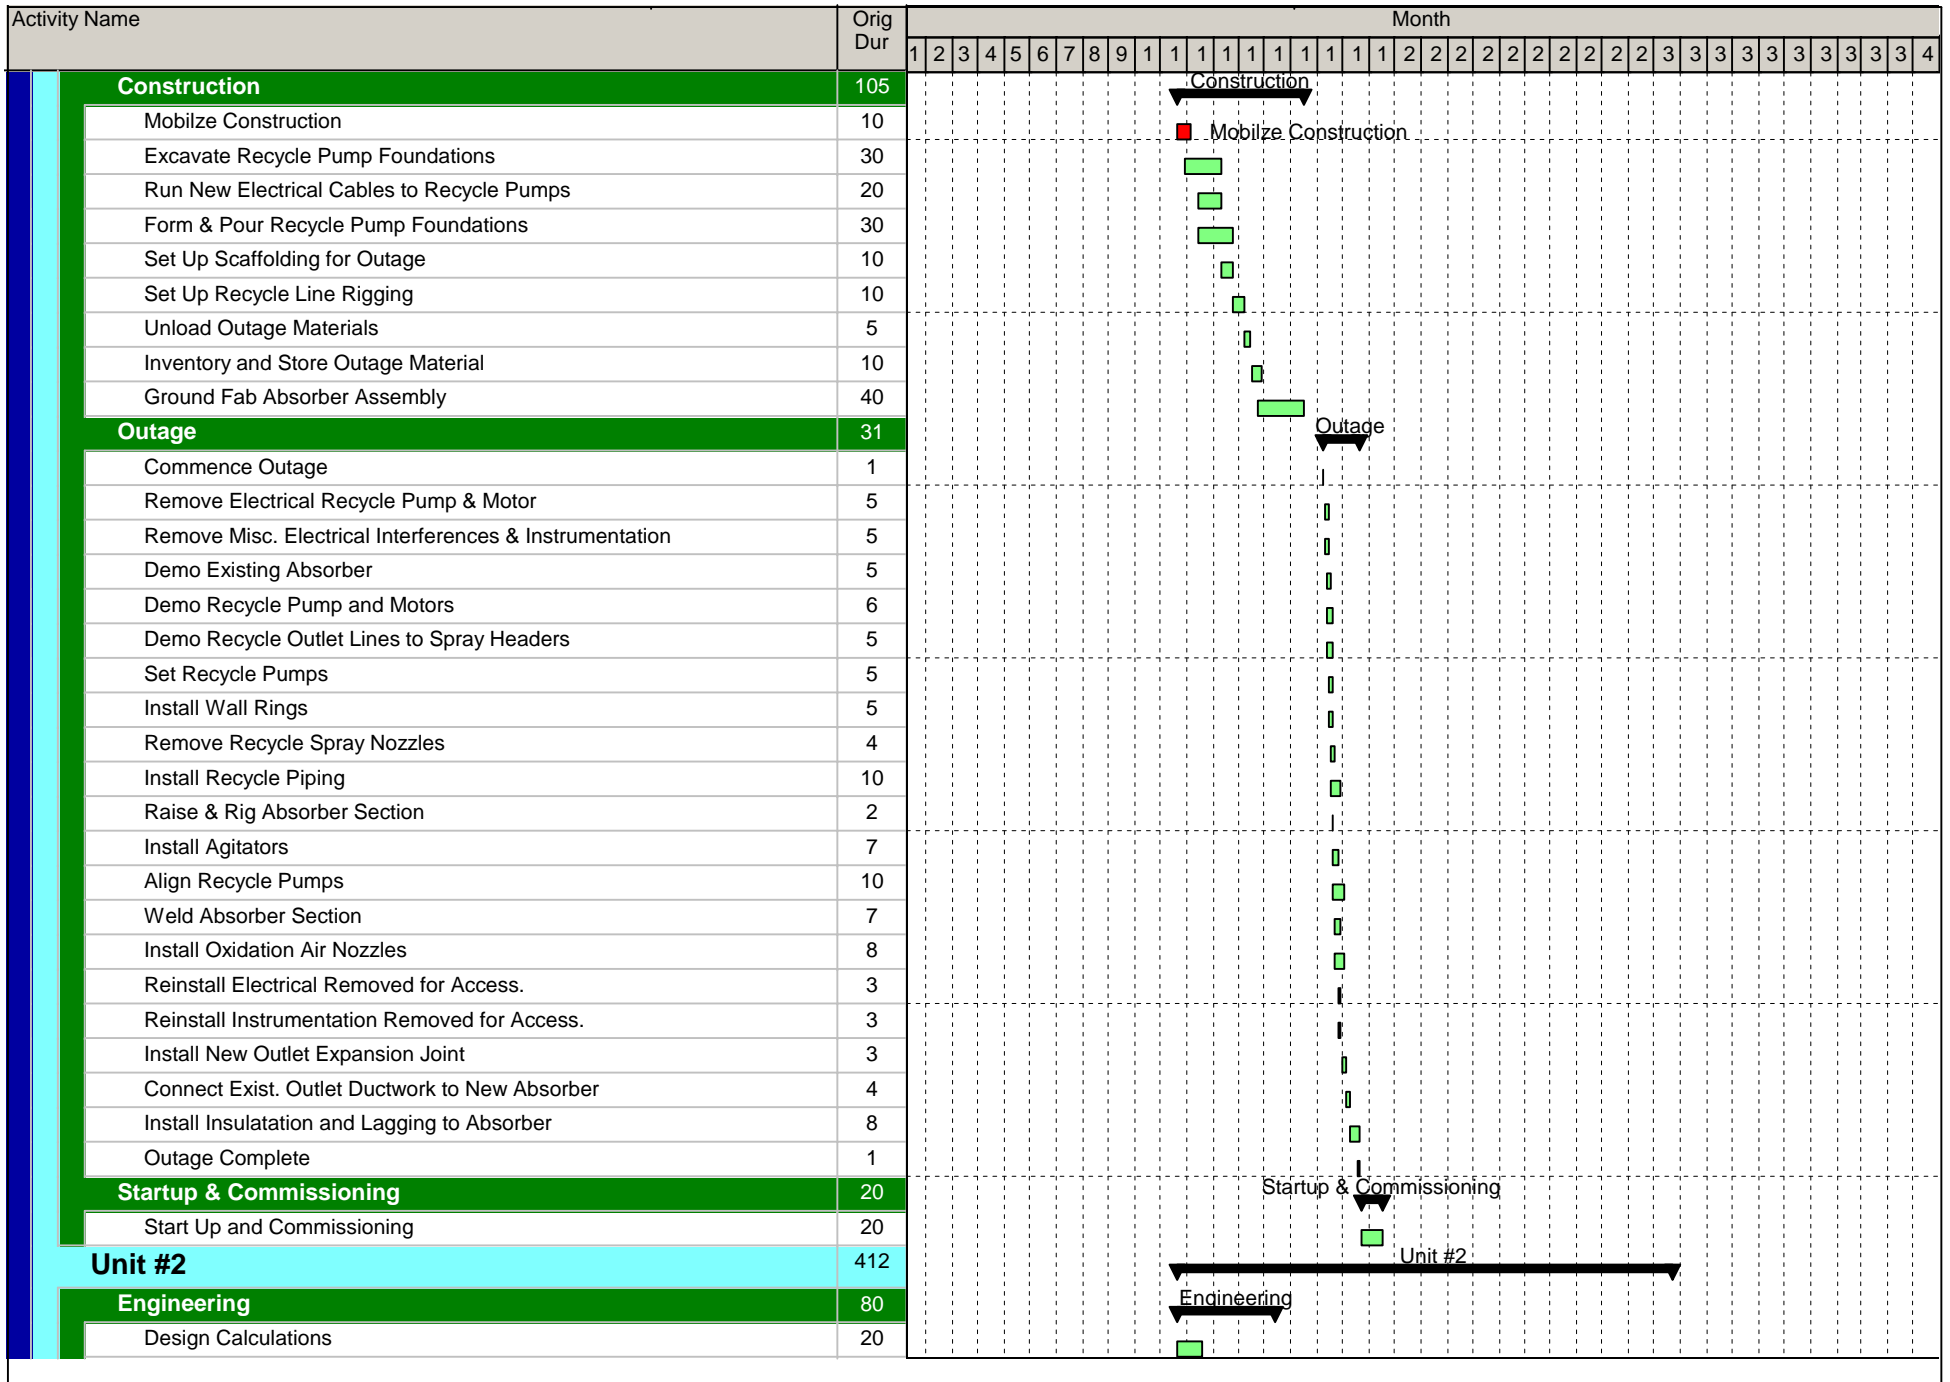 Activity Name Orig Dur Month
1 2 3 4 5 6 7 8 9 1 1 1 1 1 1 1 1 1 1 2 2 2 2 2 2 2 2 2 2 3 3 3 3 3 3 3 3 3 3 4
Construction 105 Construction
Mobilze Construction 10 Mobilze Construction
Excavate Recycle Pump Foundations 30
Run New Electrical Cables to Recycle Pumps 20
Form & Pour Recycle Pump Foundations 30
Set Up Scaffolding for Outage 10
Set Up Recycle Line Rigging 10
Unload Outage Materials 5
Inventory and Store Outage Material 10
Ground Fab Absorber Assembly 40
Outage 31 Outage
Commence Outage 1
Remove Electrical Recycle Pump & Motor 5
Remove Misc. Electrical Interferences & Instrumentation 5
Demo Existing Absorber 5
Demo Recycle Pump and Motors 6
Demo Recycle Outlet Lines to Spray Headers 5
Set Recycle Pumps 5
Install Wall Rings 5
Remove Recycle Spray Nozzles 4
Install Recycle Piping 10
Raise & Rig Absorber Section 2
Install Agitators 7
Align Recycle Pumps 10
Weld Absorber Section 7
Install Oxidation Air Nozzles 8
Reinstall Electrical Removed for Access. 3
Reinstall Instrumentation Removed for Access. 3
Install New Outlet Expansion Joint 3
Connect Exist. Outlet Ductwork to New Absorber 4
Install Insulatation and Lagging to Absorber 8
Outage Complete 1
Startup & Commissioning 20 Startup & Commissioning
Start Up and Commissioning 20
Unit #2 412 Unit #2
Engineering 80 Engineering
Design Calculations 20